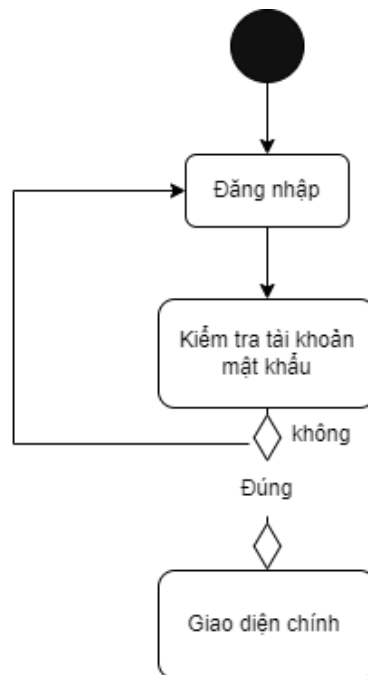 Đăng nhập
Kiểm tra tài khoản
mật khẩu
không
Đúng
Giao diện chính